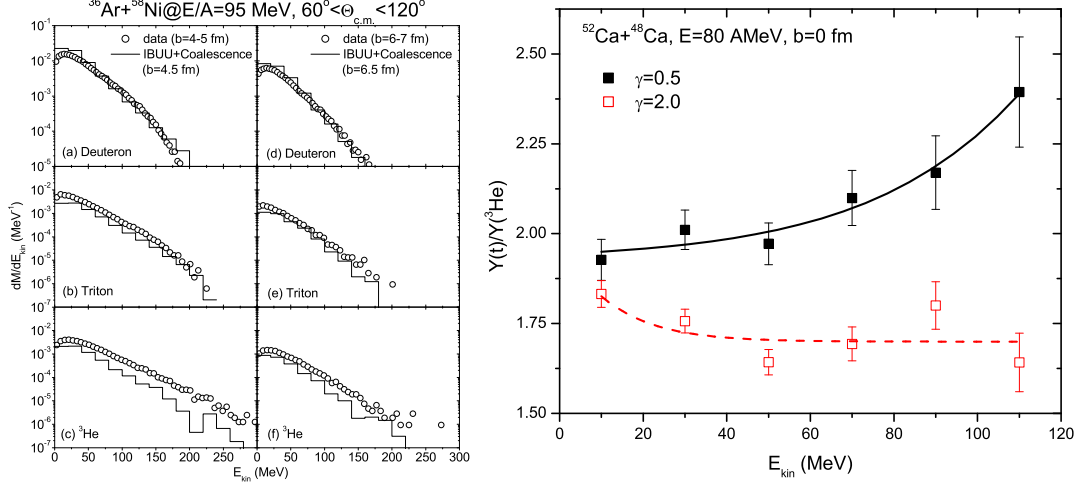 ³⁶Ar+⁵⁸Ni@E/A=95 MeV, 60°<Θc.m.<120°
data (b=4-5 fm)
IBUU+Coalescence
(b=4.5 fm)
data (b=6-7 fm)
IBUU+Coalescence
(b=6.5 fm)
10⁻¹
10⁻²
10⁻³
10⁻⁴
10⁻⁵
(a) Deuteron
(d) Deuteron
10⁻²
10⁻³
10⁻⁴
10⁻⁵
10⁻⁶
10⁻⁷
(b) Triton
(e) Triton
10⁻²
10⁻³
10⁻⁴
10⁻⁵
10⁻⁶
10⁻⁷
(c) ³He
(f) ³He
dM/dEkin (MeV⁻¹)
0 50 100 150 200 250 0 50 100 150 200 250 300
Ekin (MeV)
⁵²Ca+⁴⁸Ca, E=80 AMeV, b=0 fm
γ=0.5
γ=2.0
2.50
2.25
2.00
1.75
1.50
Y(t)/Y(³He)
0 20 40 60 80 100 120
Ekin (MeV)